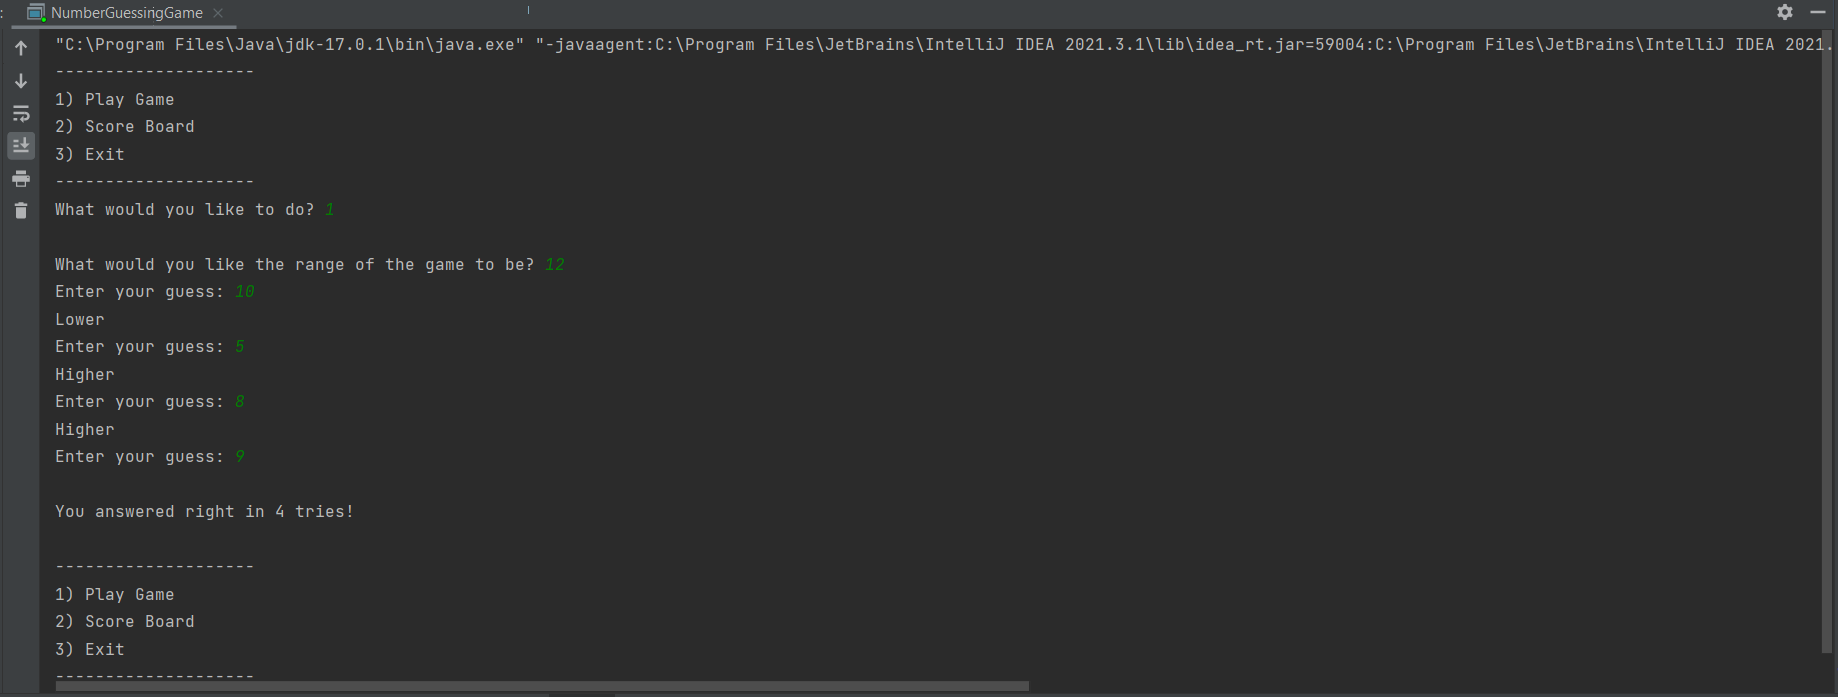 : NumberGuessingGame
"C:\Program Files\Java\jdk-17.0.1\bin\java.exe" "-javaagent:C:\Program Files\JetBrains\IntelliJ IDEA 2021.3.1\lib\idea_rt.jar=59004:C:\Program Files\JetBrains\IntelliJ IDEA 2021.
--------------------
1) Play Game
2) Score Board
3) Exit
--------------------
What would you like to do? 1
What would you like the range of the game to be? 12
Enter your guess: 10
Lower
Enter your guess: 5
Higher
Enter your guess: 8
Higher
Enter your guess: 9
You answered right in 4 tries!
--------------------
1) Play Game
2) Score Board
3) Exit
--------------------